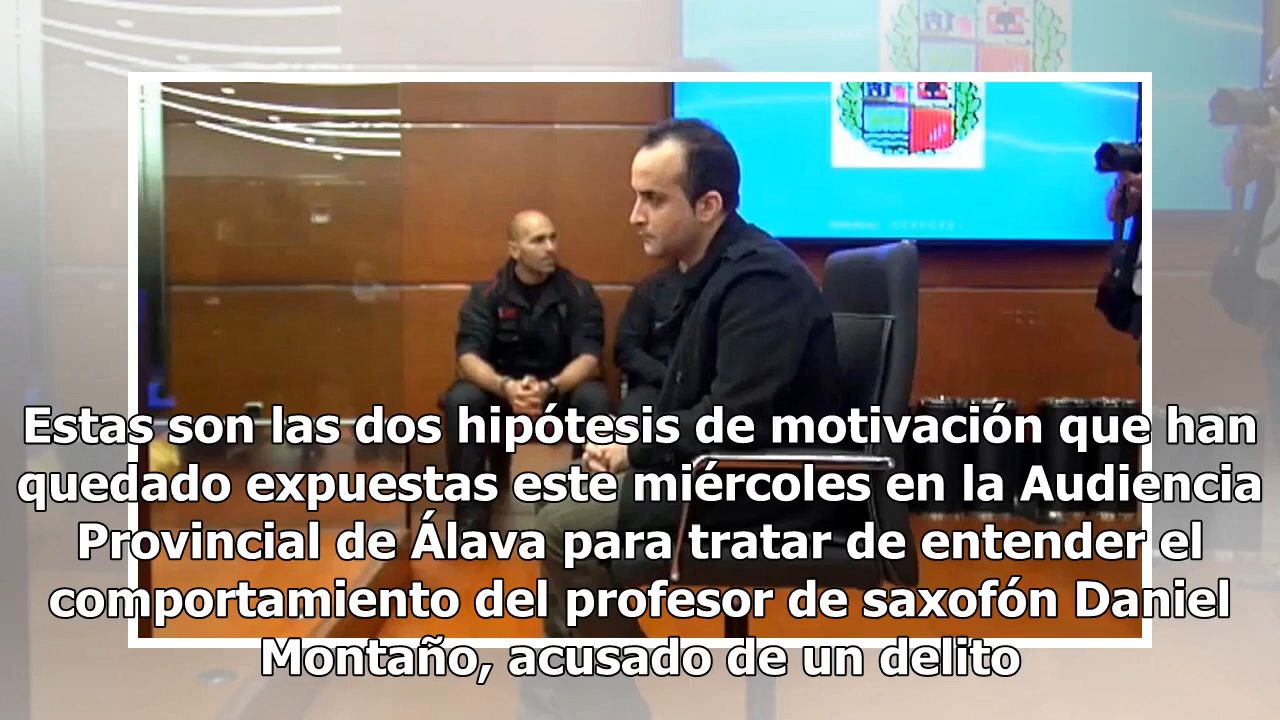 Estas son las dos hipótesis de motivación que han
quedado expuestas este miércoles en la Audiencia
Provincial de Álava para tratar de entender el
comportamiento del profesor de saxofón Daniel
Montaño, acusado de un delito